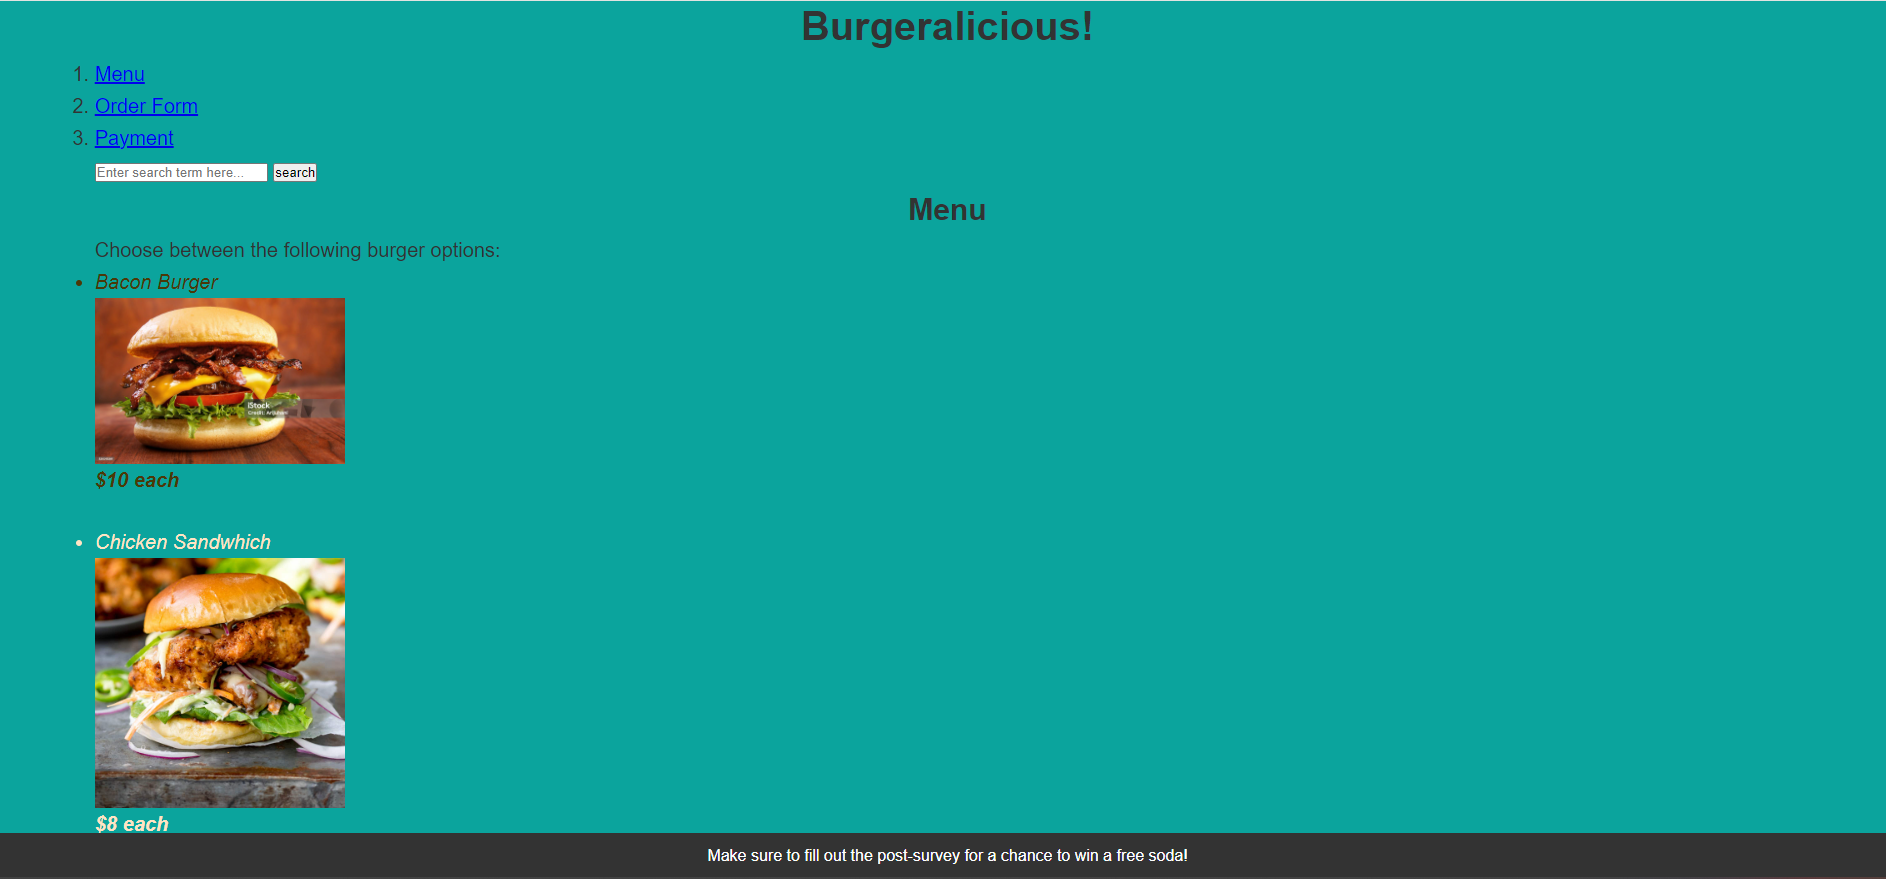 Burgeralicious!
1. Menu
2. Order Form
3. Payment
Enter search term here... search
Menu
Choose between the following burger options:
• Bacon Burger
iStock
$10 each
• Chicken Sandwhich
$8 each
Make sure to fill out the post-survey for a chance to win a free soda!